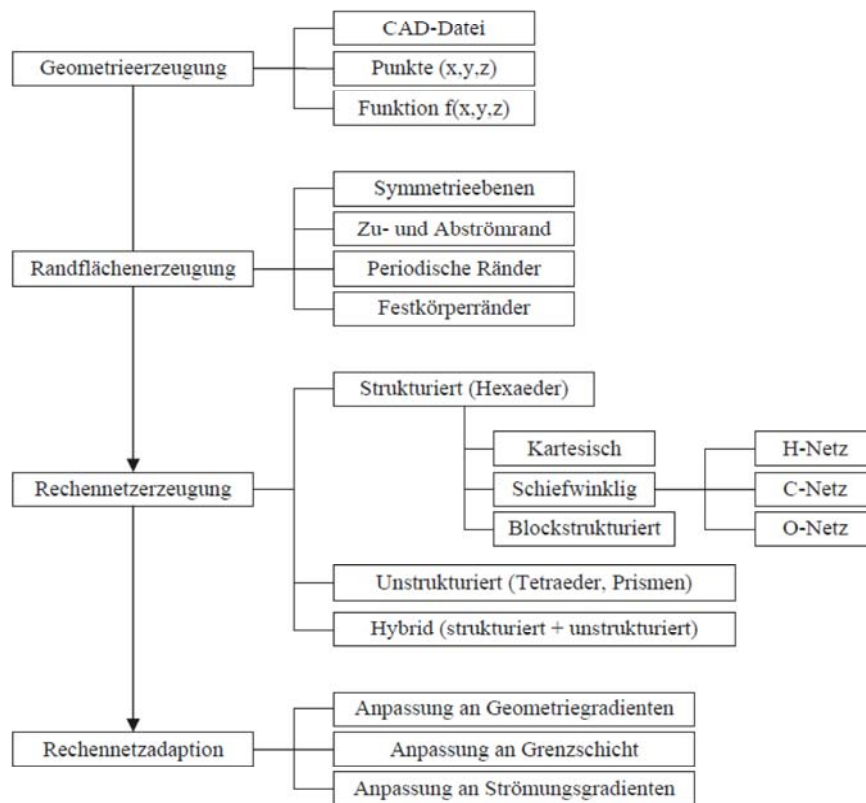 CAD-Datei
Geometrieerzeugung
Punkte (x,y,z)
Funktion f(x,y,z)
Symmetrieebenen
Zu- und Abströmrand
Randflächenerzeugung
Periodische Ränder
Festkörperränder
Strukturiert (Hexaeder)
Kartesisch
H-Netz
Rechennetzerzeugung
Schiefwinklig
C-Netz
Blockstrukturiert
O-Netz
Unstrukturiert (Tetraeder, Prismen)
Hybrid (strukturiert + unstrukturiert)
Anpassung an Geometriegradienten
Rechennetzadaption
Anpassung an Grenzschicht
Anpassung an Strömungsgradienten